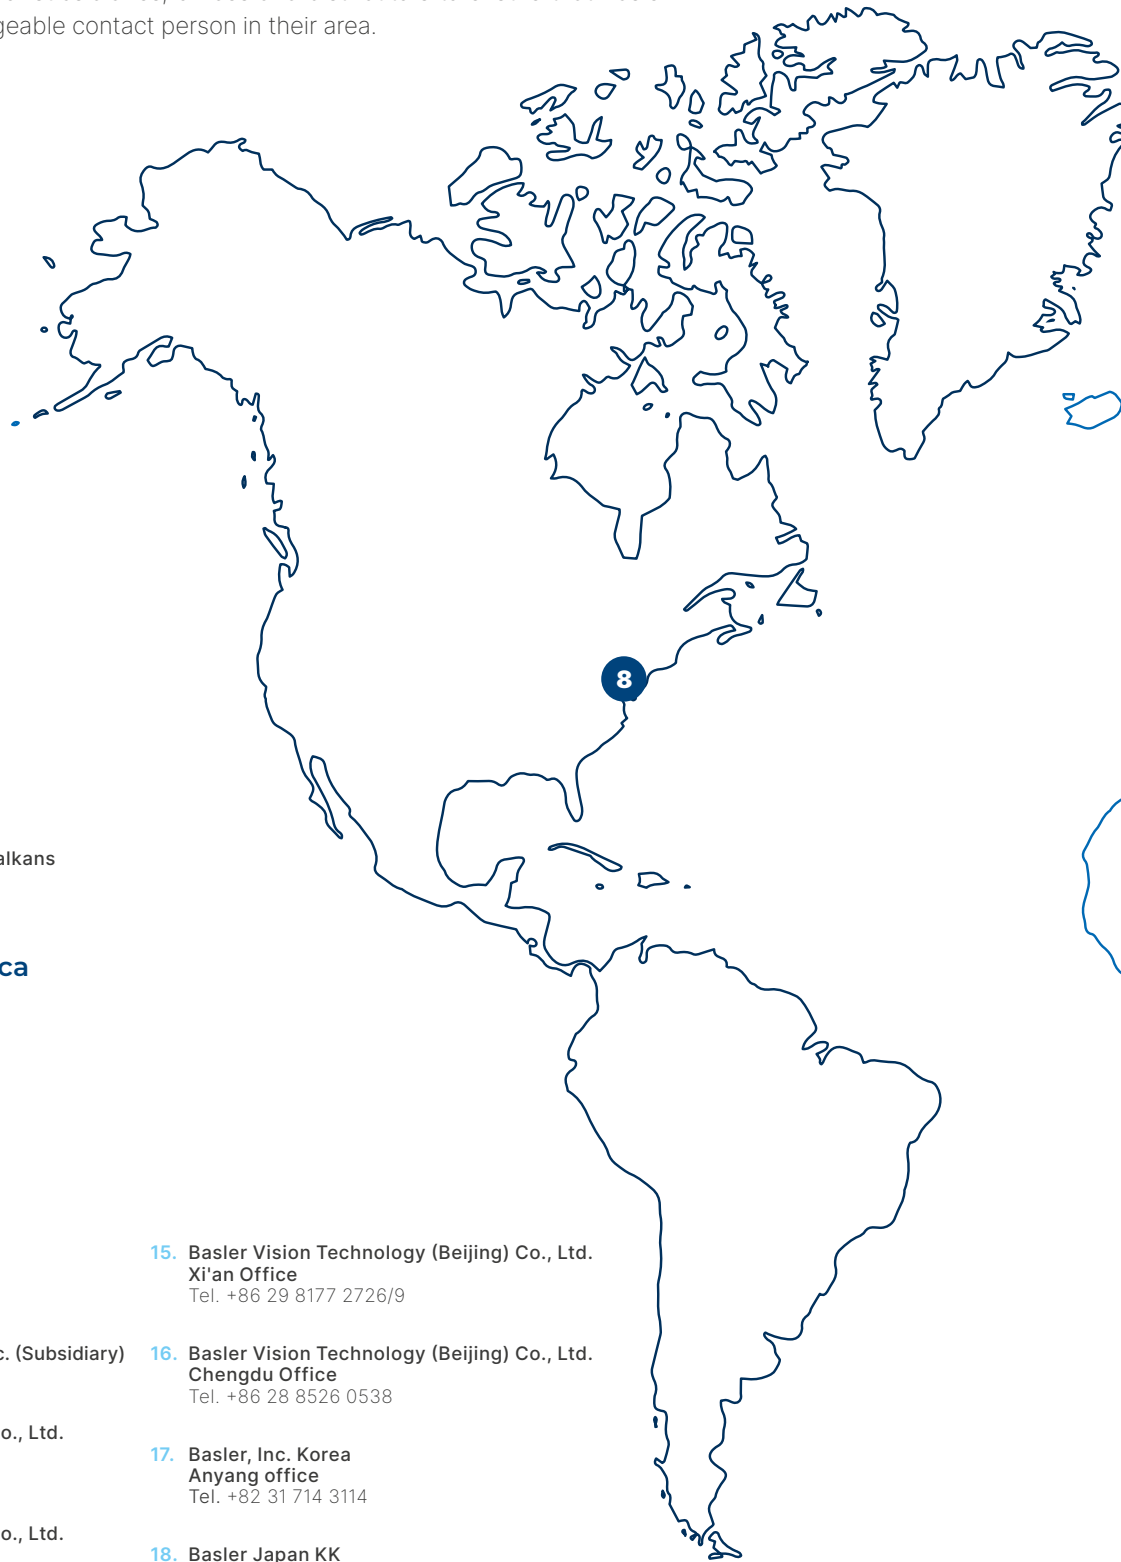 geable contact person in their area.
8
alkans
ca
c. (Subsidiary)
o., Ltd.
o., Ltd.
15. Basler Vision Technology (Beijing) Co., Ltd.
Xi'an Office
Tel. +86 29 8177 2726/9
16. Basler Vision Technology (Beijing) Co., Ltd.
Chengdu Office
Tel. +86 28 8526 0538
17. Basler, Inc. Korea
Anyang office
Tel. +82 31 714 3114
18. Basler Japan KK